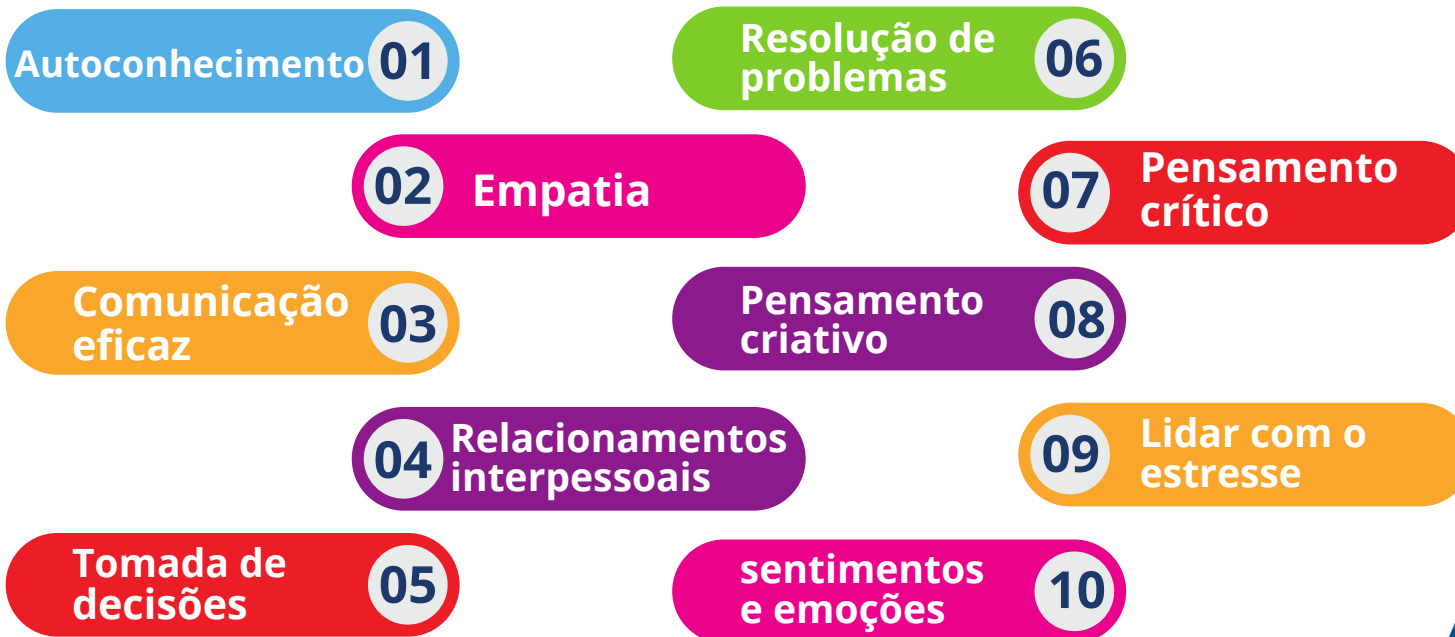 Autoconhecimento 01
02 Empatia
Comunicação
eficaz
03
04
Relacionamentos
interpessoais
Tomada de
decisões
05
Resolução de
problemas
06
07
Pensamento
crítico
Pensamento
criativo
08
09
Lidar com o
estresse
sentimentos
e emoções
10